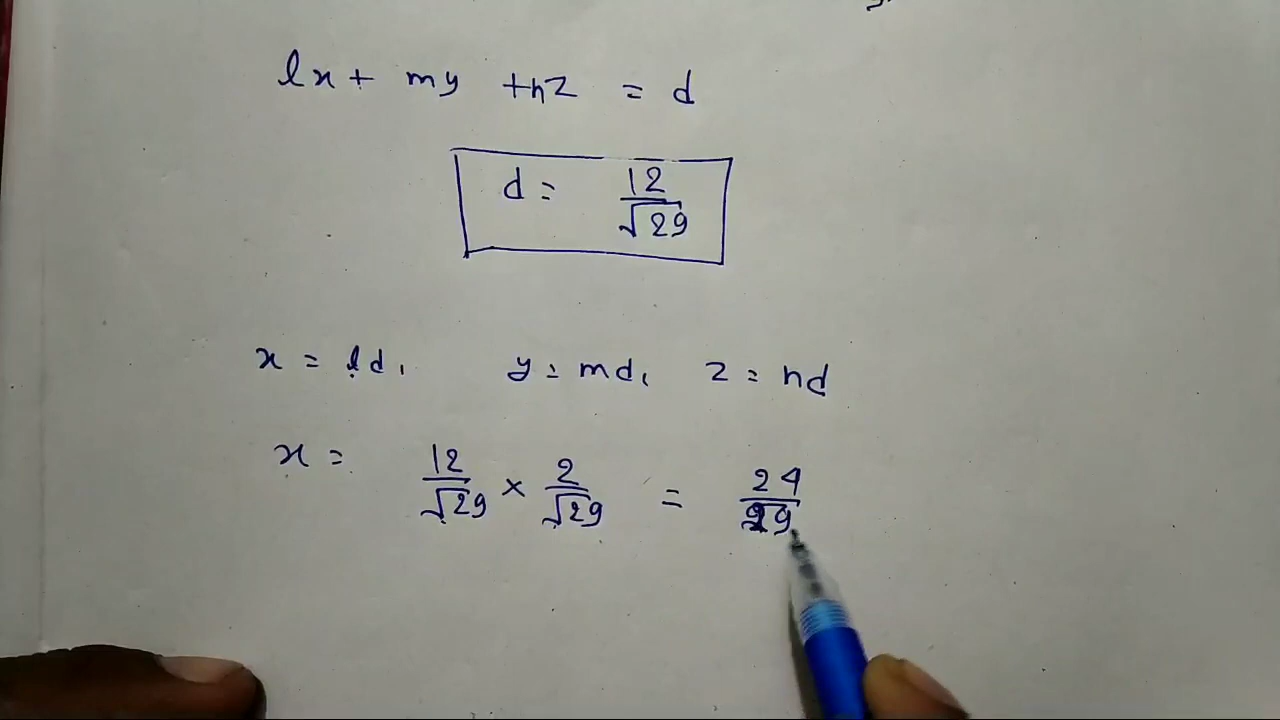 lx + my + nz = d
d = 12/√29
x = ld, y = md, z = nd
x = 12/√29 × 2/√29 = 24/29